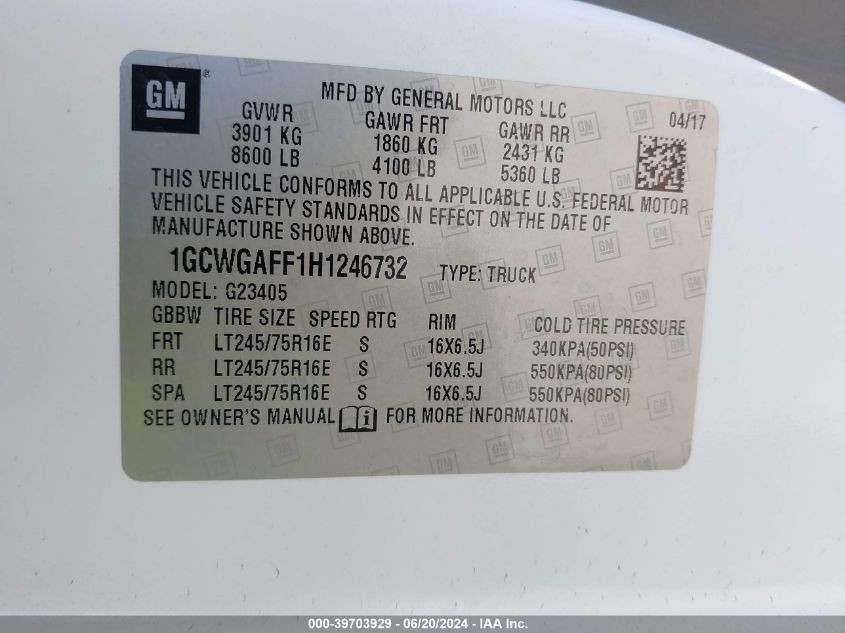 GM
MFD BY GENERAL MOTORS LLC
04/17
GVWR GAWR FRT GAWR RR
3901 KG 1860 KG 2431 KG
8600 LB 4100 LB 5360 LB
THIS VEHICLE CONFORMS TO ALL APPLICABLE U.S. FEDERAL MOTOR
VEHICLE SAFETY STANDARDS IN EFFECT ON THE DATE OF
MANUFACTURE SHOWN ABOVE.
1GCWGAFF1H1246732 TYPE: TRUCK
MODEL: G23405
GBBW TIRE SIZE SPEED RTG RIM COLD TIRE PRESSURE
FRT LT245/75R16E S 16X6.5J 340KPA(50PSI)
RR LT245/75R16E S 16X6.5J 550KPA(80PSI)
SPA LT245/75R16E S 16X6.5J 550KPA(80PSI)
SEE OWNER'S MANUAL i FOR MORE INFORMATION.
000-39703929 - 06/20/2024 - IAA Inc.